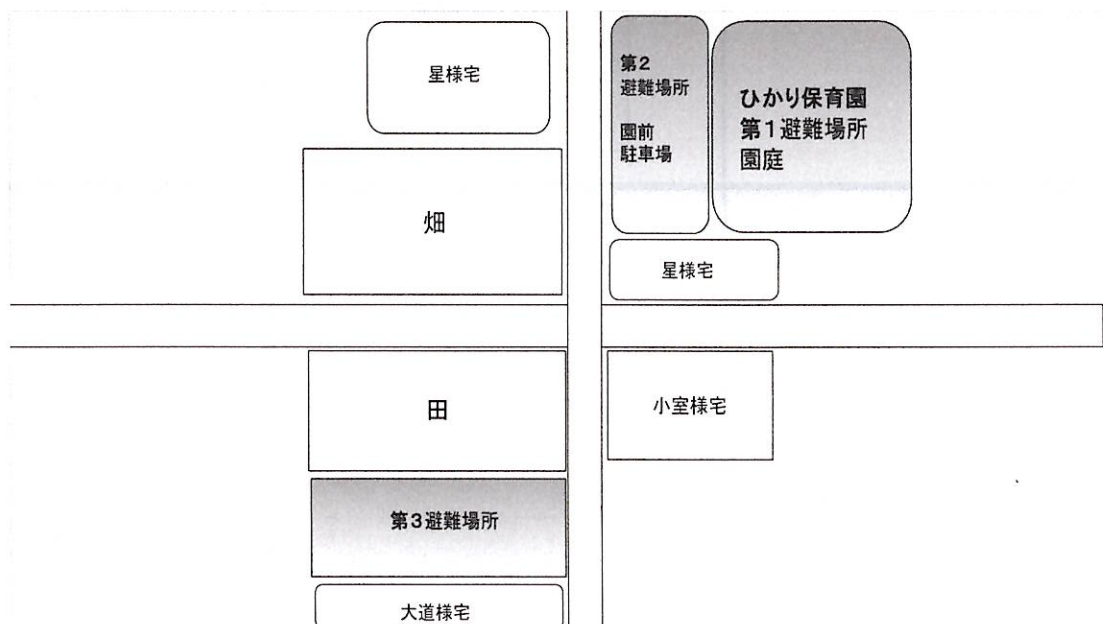 星様宅
第2
避難場所
園前
駐車場
ひかり保育園
第1避難場所
園庭
畑
星様宅
田
小室様宅
第3避難場所
大道様宅